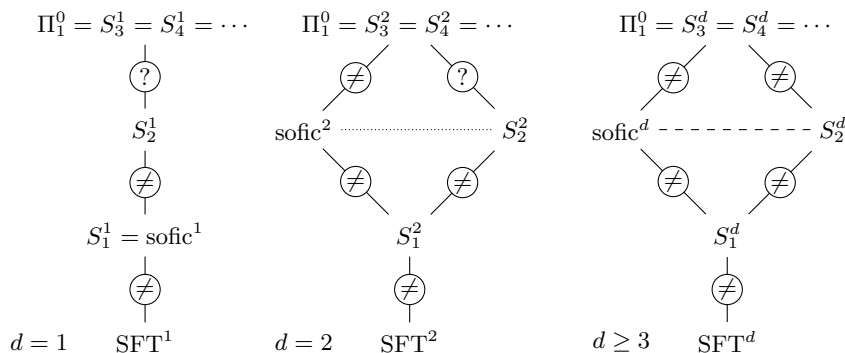 Π⁰₁ = S¹₃ = S¹₄ = ⋯
Π⁰₁ = S²₃ = S²₄ = ⋯
Π⁰₁ = Sᵈ₃ = Sᵈ₄ = ⋯
?
≠
?
≠
≠
S¹₂
sofic²
S²₂
soficᵈ
Sᵈ₂
≠
≠
≠
≠
≠
S¹₁ = sofic¹
S²₁
Sᵈ₁
≠
≠
≠
d = 1
SFT¹
d = 2
SFT²
d ≥ 3
SFTᵈ